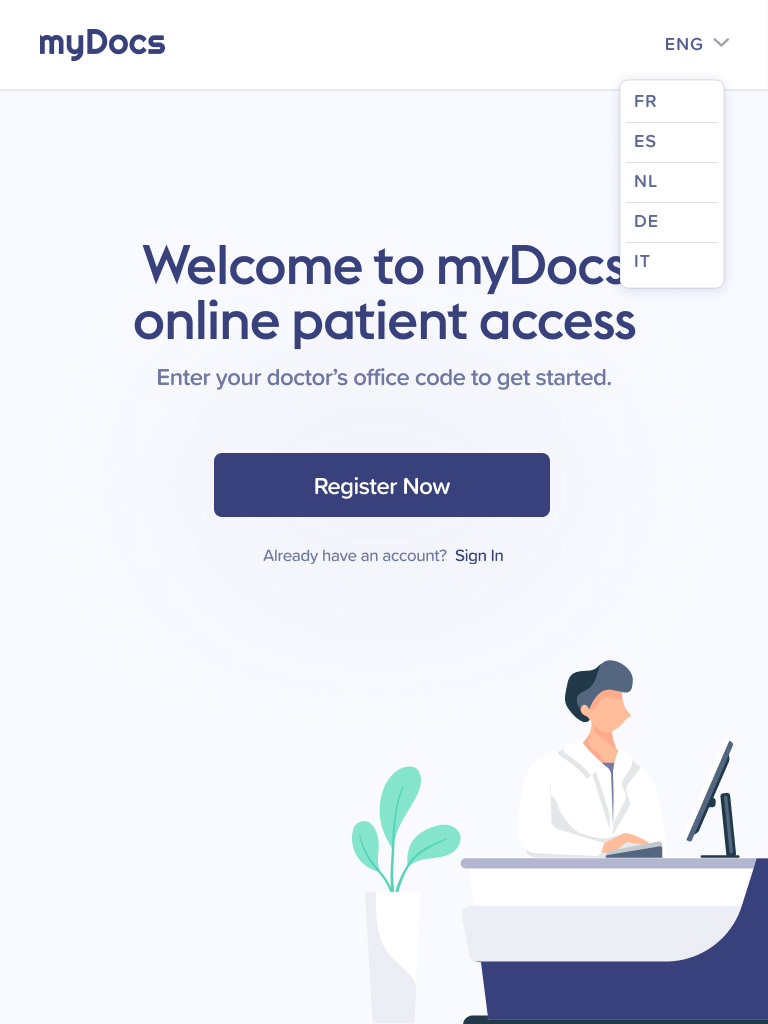 myDocs
ENG
FR
ES
NL
DE
IT
Welcome to myDocs
online patient access
Enter your doctor’s office code to get started.
Register Now
Already have an account? Sign In